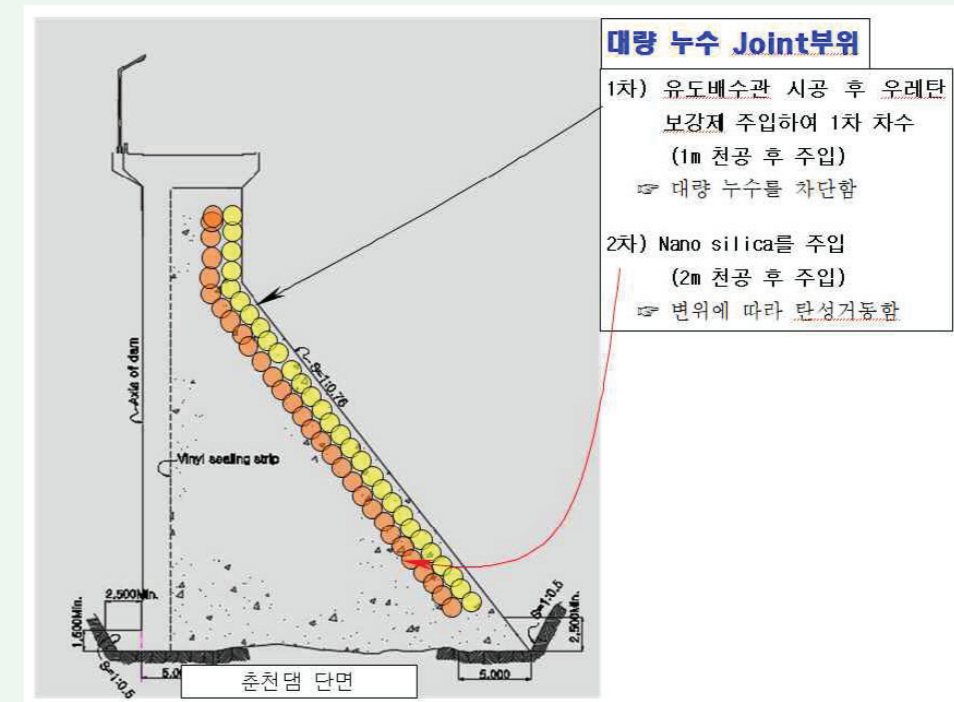 대량 누수 Joint부위
1차) 유도배수관 시공 후 우레탄
보강제 주입하여 1차 차수
(1m 천공 후 주입)
☞ 대량 누수를 차단함
2차) Nano silica를 주입
(2m 천공 후 주입)
☞ 변위에 따라 탄성거동함
S=1:0.76
Axis of dam
Vinyl sealing strip
2,500Min.
1,500Min.
S=1:0.5
S=1:0.5
2,500Min.
5.000
춘천댐 단면